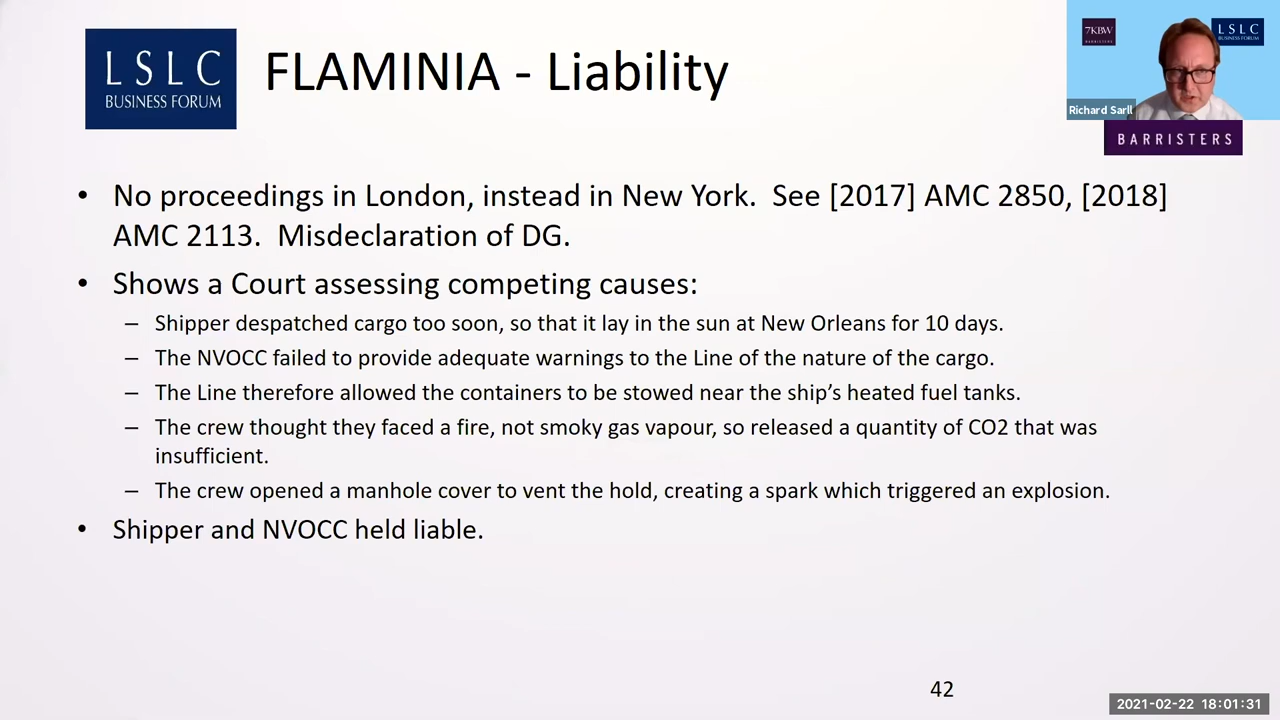 LSLC
BUSINESS FORUM
FLAMINIA - Liability
7KBW
BARRISTERS
LSLC
BUSINESS FORUM
Richard Sarll
BARRISTERS
• No proceedings in London, instead in New York. See [2017] AMC 2850, [2018]
AMC 2113. Misdeclaration of DG.
• Shows a Court assessing competing causes:
– Shipper despatched cargo too soon, so that it lay in the sun at New Orleans for 10 days.
– The NVOCC failed to provide adequate warnings to the Line of the nature of the cargo.
– The Line therefore allowed the containers to be stowed near the ship’s heated fuel tanks.
– The crew thought they faced a fire, not smoky gas vapour, so released a quantity of CO2 that was
insufficient.
– The crew opened a manhole cover to vent the hold, creating a spark which triggered an explosion.
• Shipper and NVOCC held liable.
42
2021-02-22 18:01:31